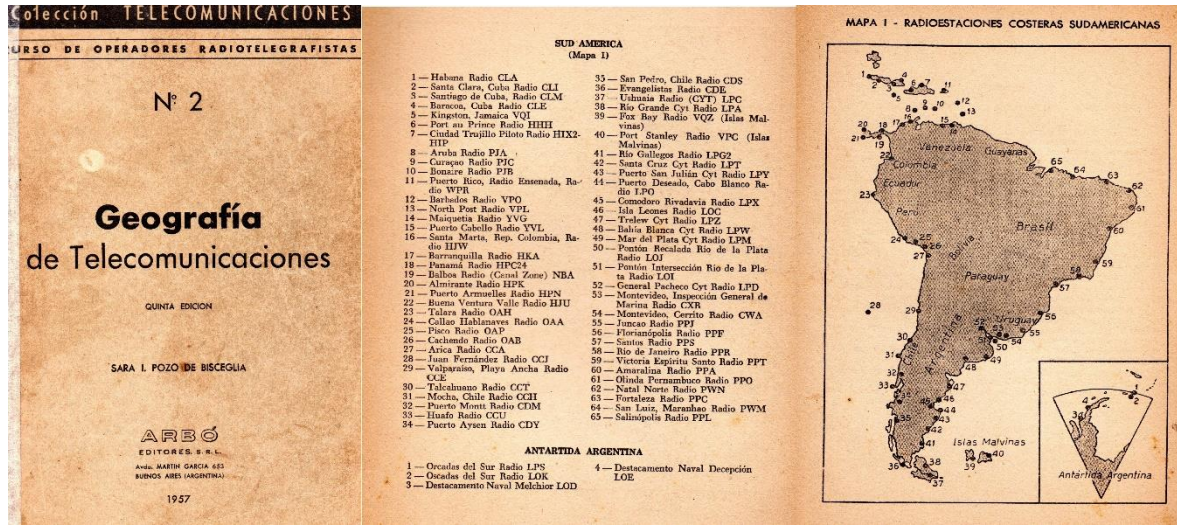 Colección TELECOMUNICACIONES
URSO DE OPERADORES RADIOTELEGRAFISTAS
Nº 2
Geografía
de Telecomunicaciones
QUINTA EDICION
SARA I. POZO DE BISCEGLIA
ARBÓ
EDITORES. S.R.L.
Avda. MARTIN GARCIA 653
BUENOS AIRES (ARGENTINA)
1957
SUD AMERICA
(Mapa I)
1 — Habana Radio CLA
2 — Santa Clara, Cuba Radio CLI
3 — Santiago de Cuba, Radio CLM
4 — Baracoa, Cuba Radio CLE
5 — Kingston, Jamaica VQI
6 — Port au Prince Radio HHH
7 — Ciudad Trujillo Piloto Radio HIX2-
HIP
8 — Aruba Radio PJA
9 — Curaçao Radio PJC
10 — Bonaire Radio PJB
11 — Puerto Rico, Radio Ensenada, Ra-
dio WPR
12 — Barbados Radio VPO
13 — North Post Radio VPL
14 — Maiquetia Radio YVG
15 — Puerto Cabello Radio YVL
16 — Santa Marta, Rep. Colombia, Ra-
dio HJW
17 — Barranquilla Radio HKA
18 — Panamá Radio HPC24
19 — Balboa Radio (Cenal Zone) NBA
20 — Almirante Radio HPK
21 — Puerto Armuelles Radio HPN
22 — Buena Ventura Valle Radio HJU
23 — Talara Radio OAH
24 — Callao Hablanaves Radio OAA
25 — Pisco Radio OAP
26 — Cachendo Radio OAB
27 — Arica Radio CCA
28 — Juan Fernández Radio CCJ
29 — Valparaíso, Playa Ancha Radio
CCE
30 — Talcahuano Radio CCT
31 — Mocha, Chile Radio CCH
32 — Puerto Montt Radio CDM
33 — Huafo Radio CCU
34 — Puerto Aysen Radio CDY
35 — San Pedro, Chile Radio CDS
36 — Evangelistas Radio CDE
37 — Ushuaia Radio (CYT) LPC
38 — Río Grande Cyt Radio LPA
39 — Fox Bay Radio VQZ (Islas Mal-
vinas)
40 — Port Stanley Radio VPC (Islas
Malvinas)
41 — Río Gallegos Radio LPG2
42 — Santa Cruz Cyt Radio LPT
43 — Puerto San Julián Cyt Radio LPY
44 — Puerto Deseado, Cabo Blanco Ra-
dio LPO
45 — Comodoro Rivadavia Radio LPX
46 — Isla Leones Radio LOC
47 — Trelew Cyt Radio LPZ
48 — Bahía Blanca Cyt Radio LPW
49 — Mar del Plata Cyt Radio LPM
50 — Pontón Recalada Río de la Plata
Radio LOJ
51 — Pontón Intersección Río de la Pla-
ta Radio LOI
52 — General Pacheco Cyt Radio LPD
53 — Montevideo, Inspección General de
Marina Radio CXR
54 — Montevideo, Cerrito Radio CWA
55 — Juncao Radio PPJ
56 — Florianópolis Radio PPF
57 — Santos Radio PPS
58 — Rio de Janeiro Radio PPR
59 — Victoria Espiritu Santo Radio PPT
60 — Amaralina Radio PPA
61 — Olinda Pernambuco Radio PPO
62 — Natal Norte Radio PWN
63 — Fortaleza Radio PPC
64 — San Luiz, Maranhao Radio PWM
65 — Salinópolis Radio PPL
ANTARTIDA ARGENTINA
1 — Orcadas del Sur Radio LPS
2 — Oscadas del Sur Radio LOK
3 — Destacamento Naval Melchior LOD
4 — Destacamento Naval Decepción
LOE
MAPA I - RADIOESTACIONES COSTERAS SUDAMERICANAS
Venezuela
Guayanas
Colombia
Ecuador
Perú
Brasil
Bolivia
Paraguay
Uruguay
Argentina
Islas Malvinas
Antártida Argentina